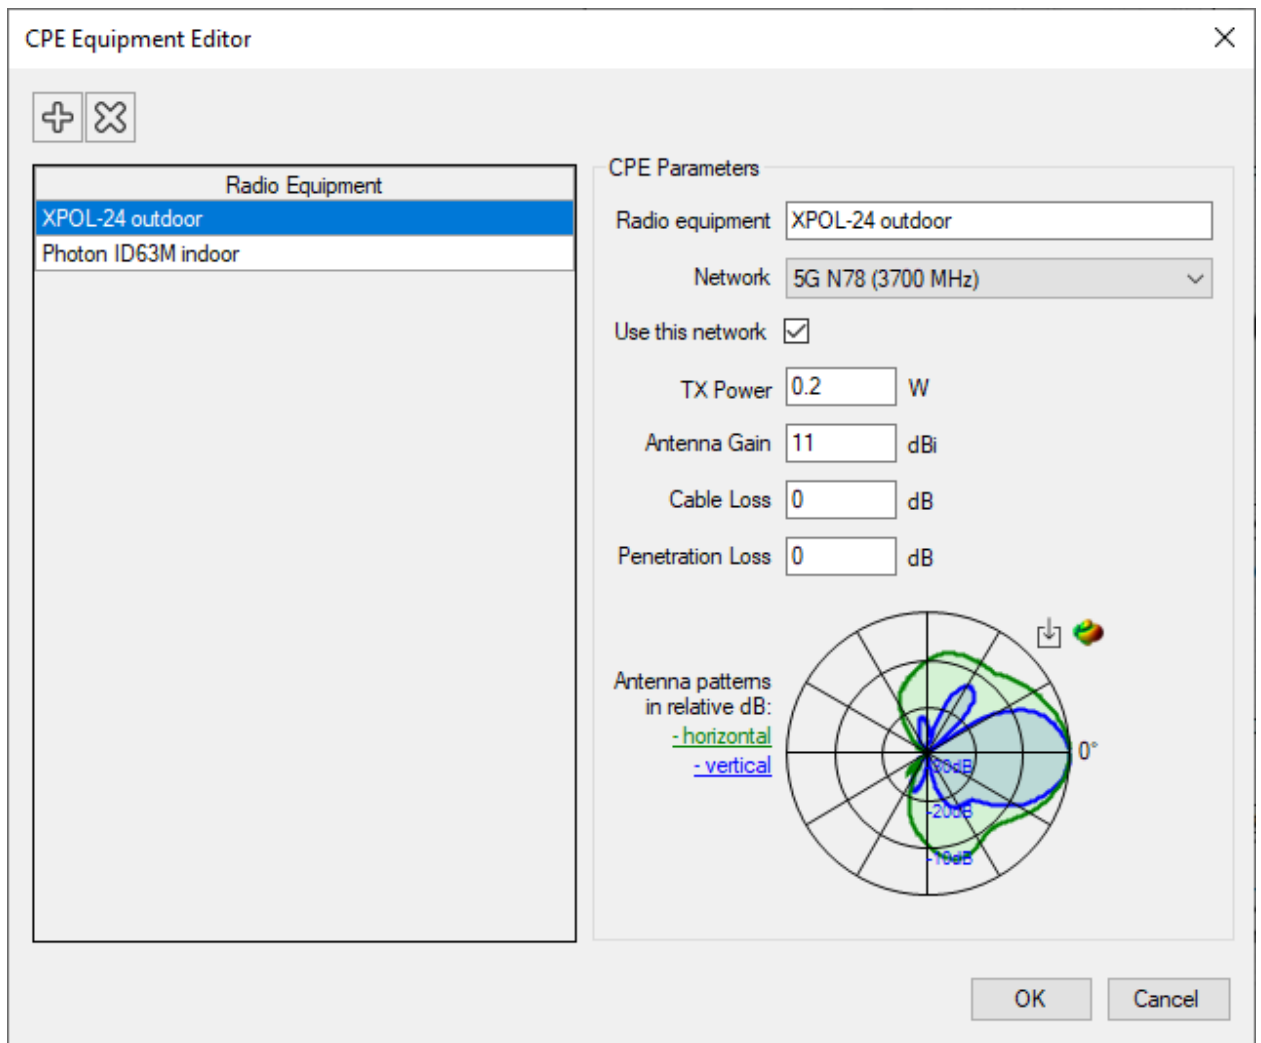 CPE Equipment Editor
Radio Equipment
XPOL-24 outdoor
Photon ID63M indoor
CPE Parameters
Radio equipment XPOL-24 outdoor
Network 5G N78 (3700 MHz)
Use this network
TX Power 0.2 W
Antenna Gain 11 dBi
Cable Loss 0 dB
Penetration Loss 0 dB
Antenna patterns
in relative dB:
- horizontal
- vertical
0°
-30dB
-20dB
-10dB
OK Cancel